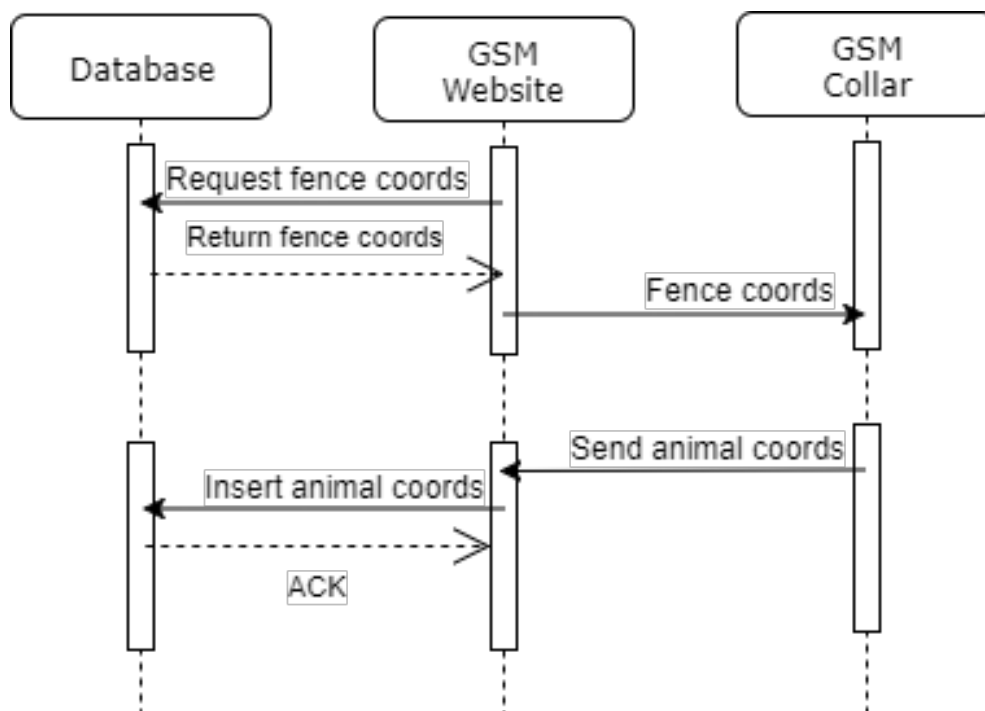 Database
GSM
Website
GSM
Collar
Request fence coords
Return fence coords
Fence coords
Send animal coords
Insert animal coords
ACK